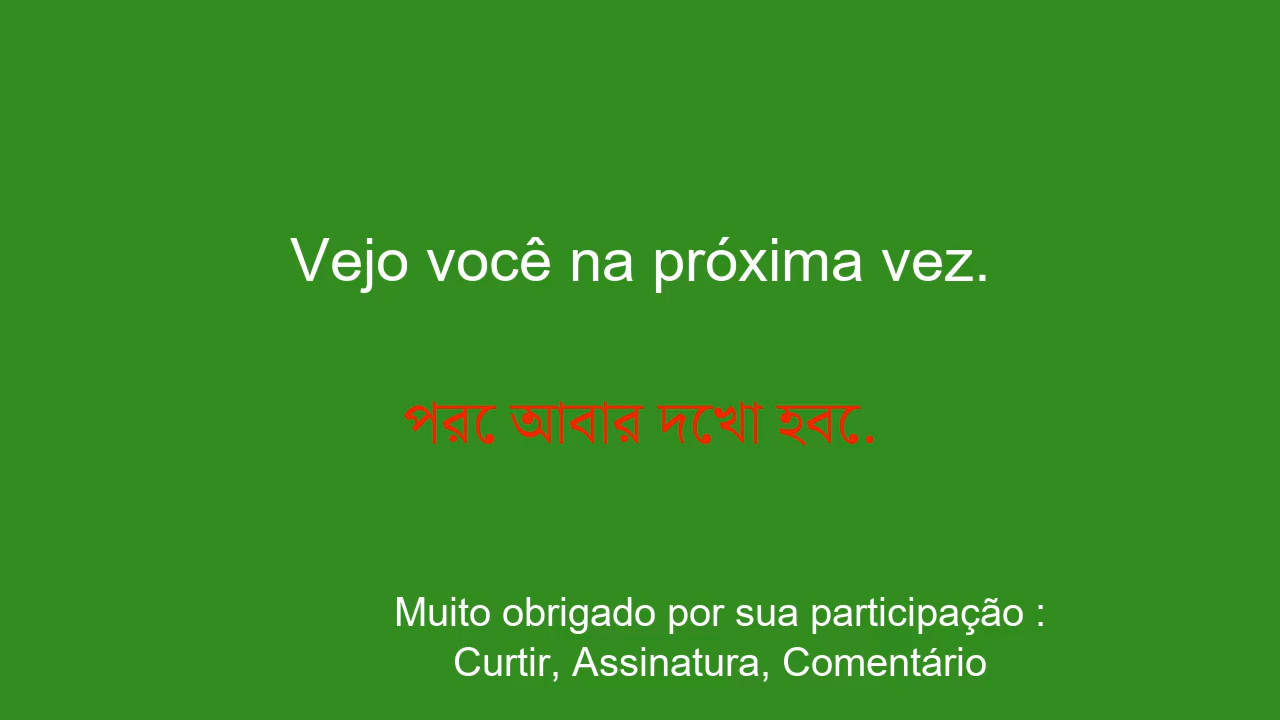 Vejo você na próxima vez.
পরে আবার দেখো হবে.
Muito obrigado por sua participação :
Curtir, Assinatura, Comentário